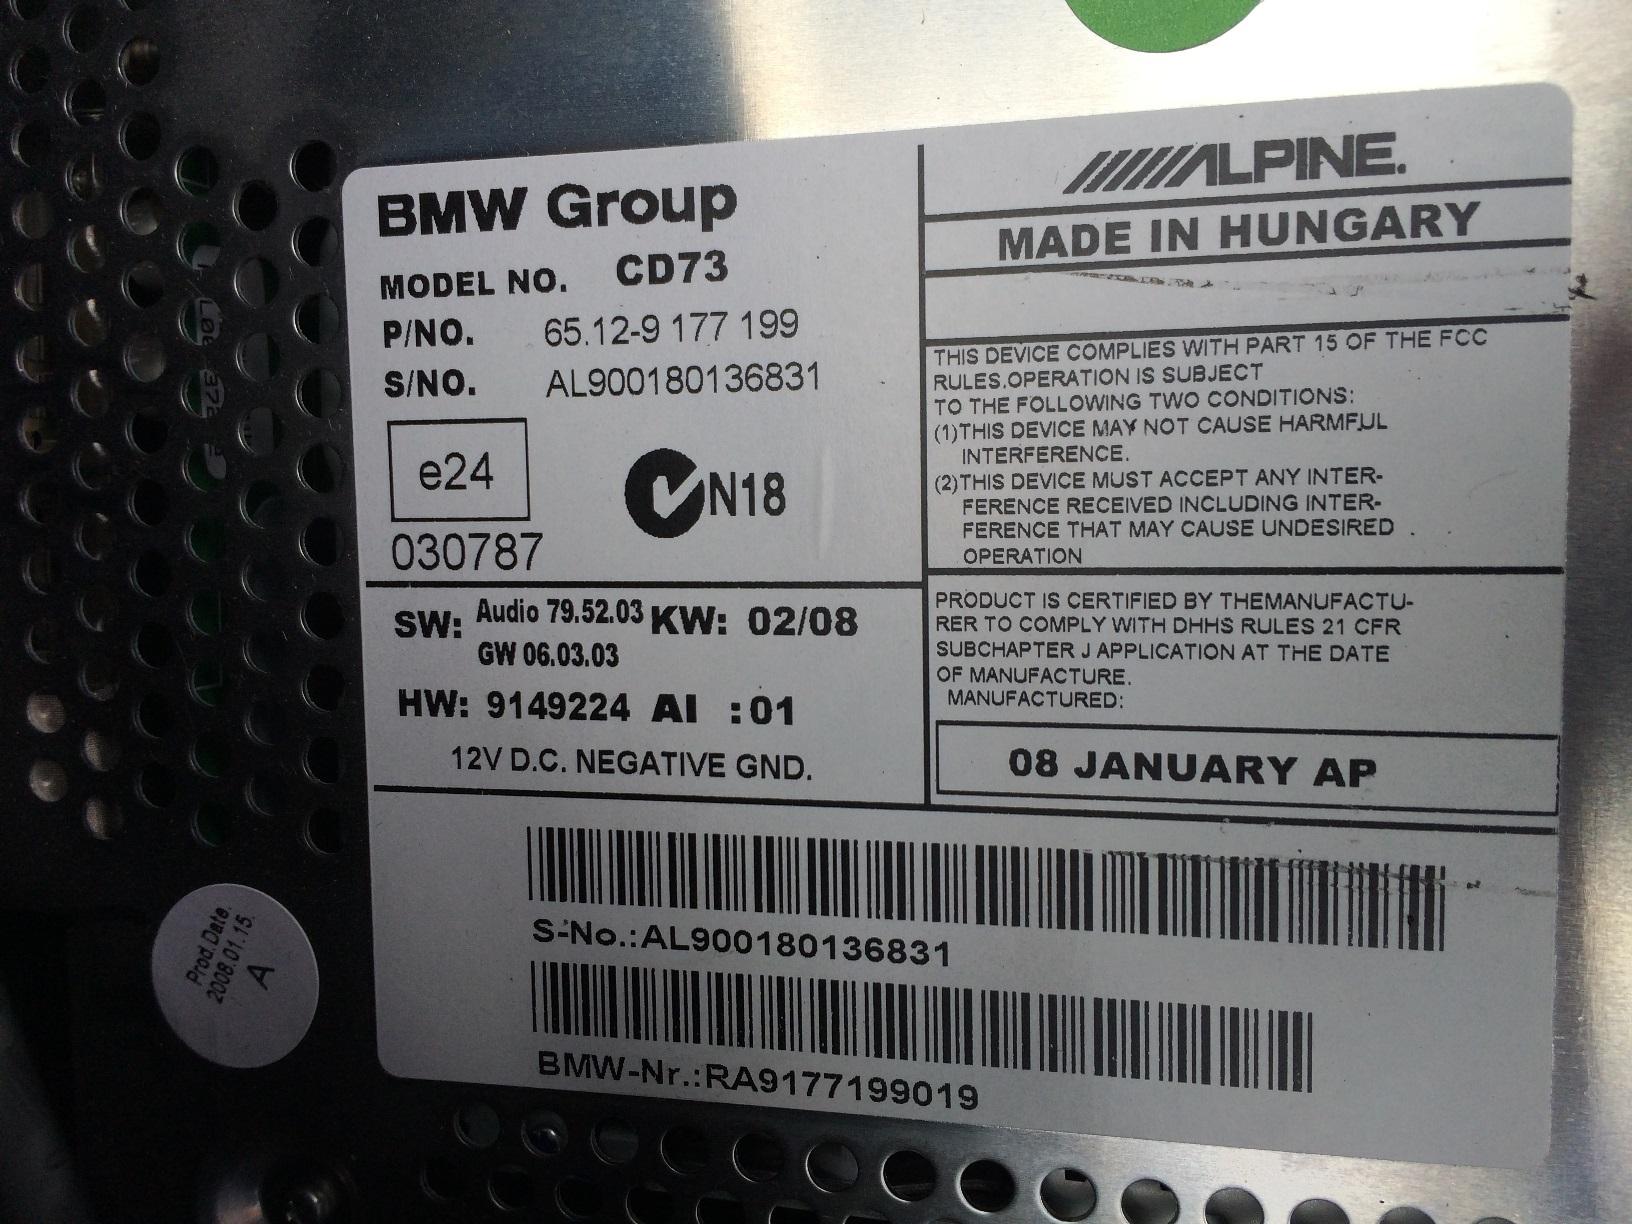 BMW Group
MODEL NO. CD73
P/NO. 65.12-9 177 199
S/NO. AL900180136831
e24
030787
N18
SW: Audio 79.52.03 KW: 02/08
GW 06.03.03
HW: 9149224 AI :01
12V D.C. NEGATIVE GND.
ALPINE.
MADE IN HUNGARY
THIS DEVICE COMPLIES WITH PART 15 OF THE FCC
RULES.OPERATION IS SUBJECT
TO THE FOLLOWING TWO CONDITIONS:
(1)THIS DEVICE MAY NOT CAUSE HARMFUL
INTERFERENCE.
(2)THIS DEVICE MUST ACCEPT ANY INTER-
FERENCE RECEIVED INCLUDING INTER-
FERENCE THAT MAY CAUSE UNDESIRED .
OPERATION
PRODUCT IS CERTIFIED BY THEMANUFACTU-
RER TO COMPLY WITH DHHS RULES 21 CFR
SUBCHAPTER J APPLICATION AT THE DATE
OF MANUFACTURE.
MANUFACTURED:
08 JANUARY AP
S-No.:AL900180136831
BMW-Nr.:RA9177199019
Prod.Date.
2008.01.15.
A